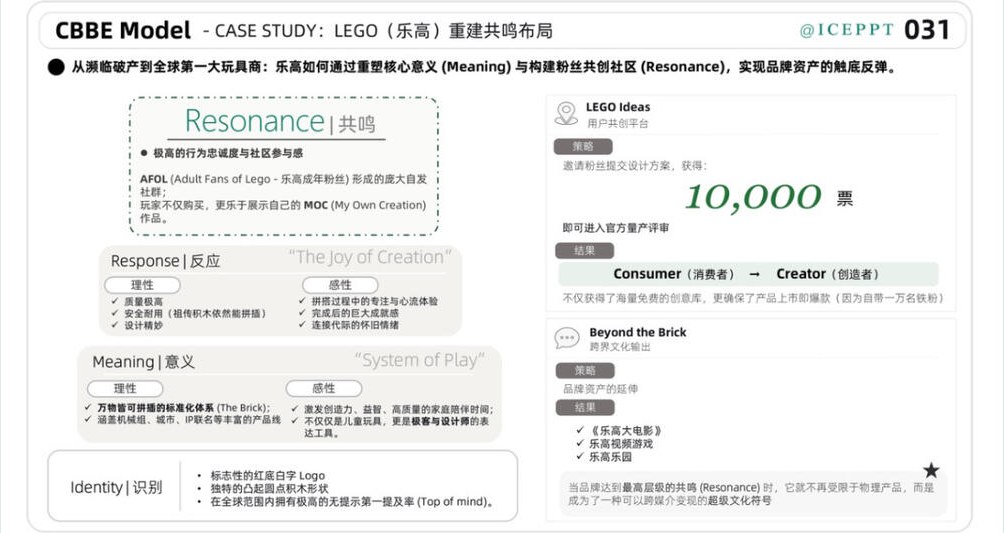 CBBE Model - CASE STUDY：LEGO（乐高）重建共鸣布局
@ICEPPT 031
从濒临破产到全球第一大玩具商：乐高如何通过重塑核心意义 (Meaning) 与构建粉丝共创社区 (Resonance)，实现品牌资产的触底反弹。
Resonance|共鸣
极高的行为忠诚度与社区参与感
AFOL (Adult Fans of Lego - 乐高成年粉丝) 形成的庞大自发
社群；
玩家不仅购买，更乐于展示自己的 MOC (My Own Creation)
作品。
Response|反应
“The Joy of Creation”
理性
✓ 质量极高
✓ 安全耐用（祖传积木依然能拼插）
✓ 设计精妙
感性
✓ 拼搭过程中的专注与心流体验
✓ 完成后的巨大成就感
✓ 连接代际的怀旧情绪
Meaning|意义
“System of Play”
理性
✓ 万物皆可拼插的标准化体系 (The Brick)；
✓ 涵盖机械组、城市、IP联名等丰富的产品线
感性
✓ 激发创造力、益智、高质量的家庭陪伴时间；
✓ 不仅仅是儿童玩具，更是极客与设计师的表
达工具。
Identity|识别
• 标志性的红底白字 Logo
• 独特的凸起圆点积木形状
• 在全球范围内拥有极高的无提示第一提及率 (Top of mind)。
LEGO Ideas
用户共创平台
策略
邀请粉丝提交设计方案，获得：
10,000 票
即可进入官方量产评审
结果
Consumer（消费者） → Creator（创造者）
不仅获得了海量免费的创意库，更确保了产品上市即爆款（因为自带一万名铁粉）
Beyond the Brick
跨界文化输出
策略
品牌资产的延伸
结果
✓ 《乐高大电影》
✓ 乐高视频游戏
✓ 乐高乐园
当品牌达到最高层级的共鸣 (Resonance) 时，它就不再受限于物理产品，而是
成为了一种可以跨媒介变现的超级文化符号